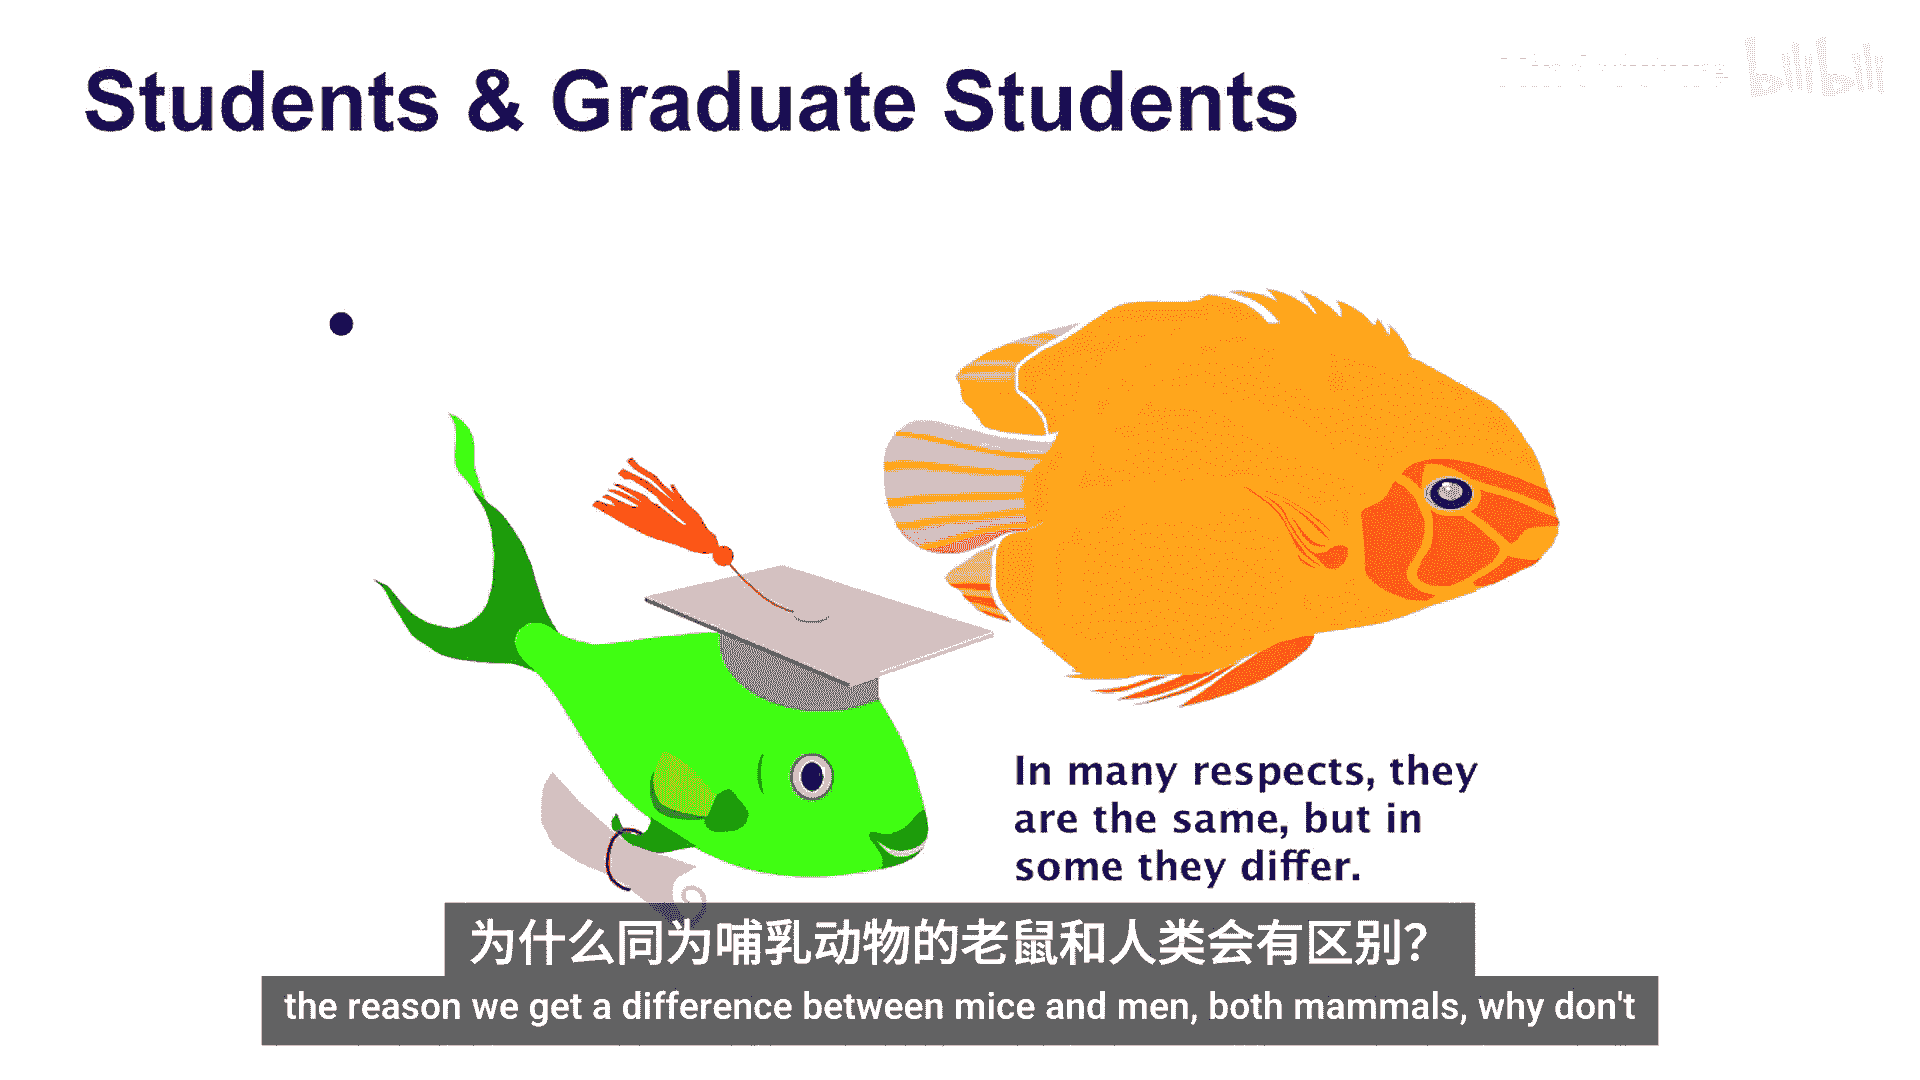 Students & Graduate Students
bilibili
In many respects, they
are the same, but in
some they differ.
为什么同为哺乳动物的老鼠和人类会有区别？
the reason we get a difference between mice and men, both mammals, why don't